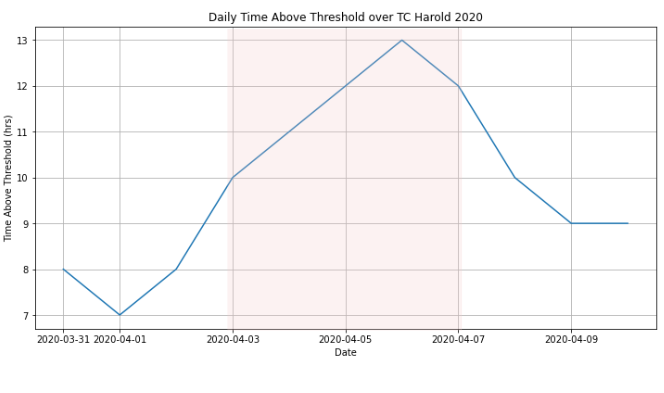 Daily Time Above Threshold over TC Harold 2020
Time Above Threshold (hrs)
13
12
11
10
9
8
7
2020-03-31 2020-04-01 2020-04-03 2020-04-05 2020-04-07 2020-04-09
Date